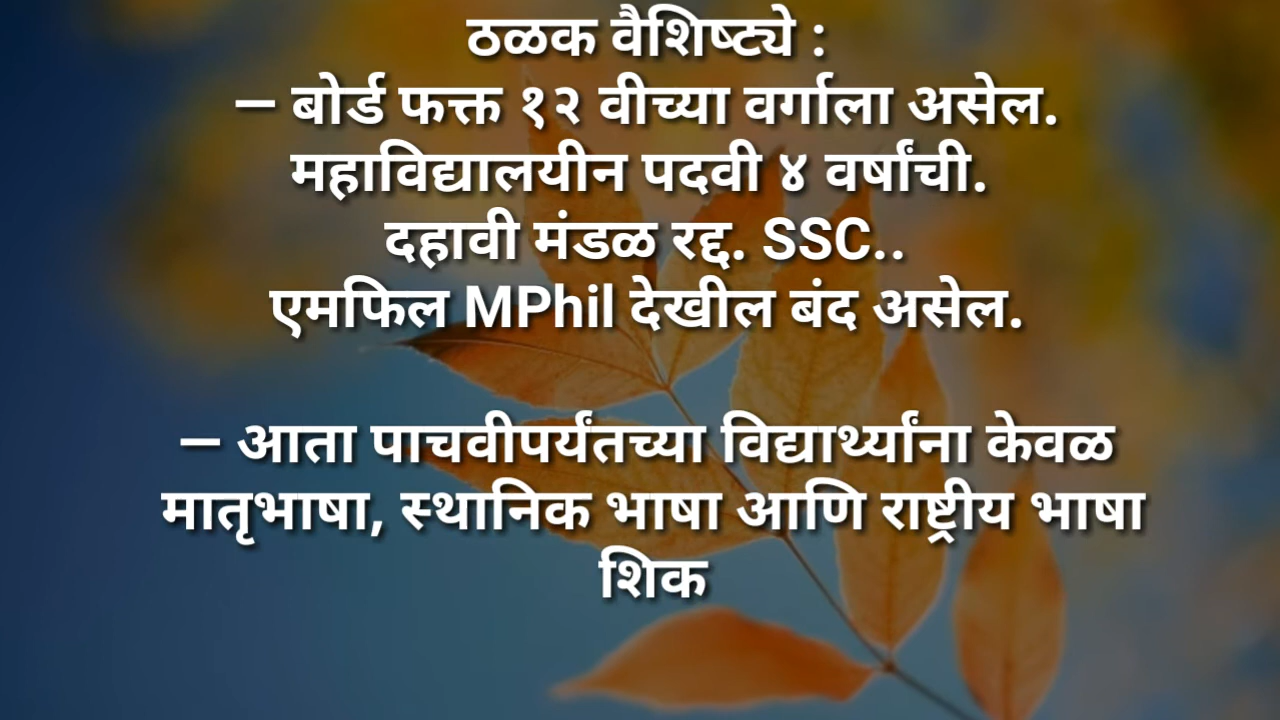 ठळक वैशिष्ट्ये :
– बोर्ड फक्त १२ वीच्या वर्गाला असेल.
महाविद्यालयीन पदवी ४ वर्षांची.
दहावी मंडळ रद्द. SSC..
एमफिल MPhil देखील बंद असेल.
– आता पाचवीपर्यंतच्या विद्यार्थ्यांना केवळ
मातृभाषा, स्थानिक भाषा आणि राष्ट्रीय भाषा
शिक